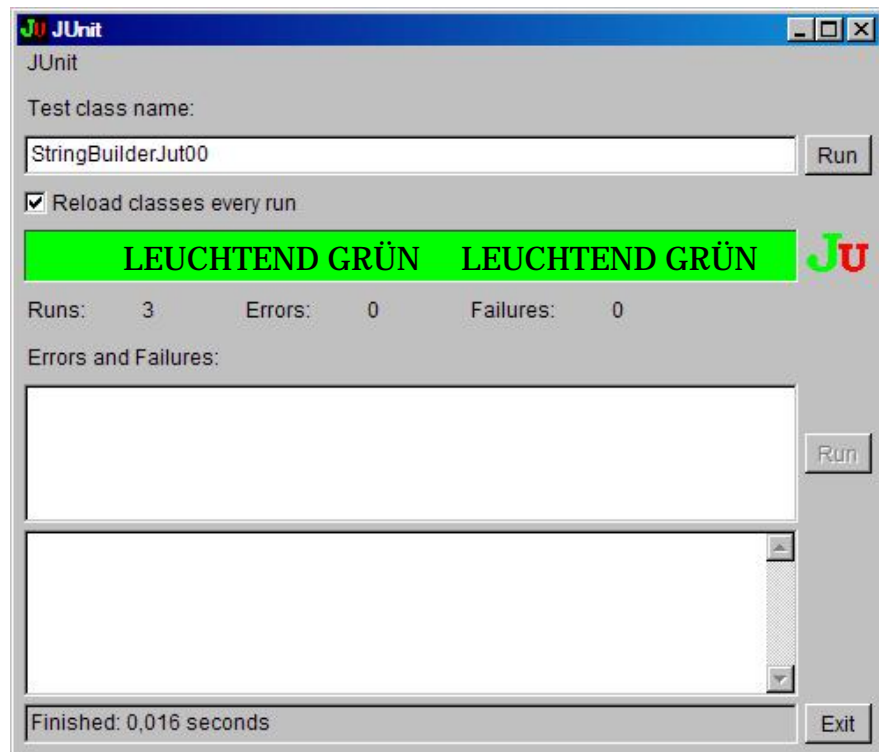 JU JUnit
JUnit
Test class name:
StringBuilderJut00 Run
Reload classes every run
LEUCHTEND GRÜN LEUCHTEND GRÜN JU
Runs: 3 Errors: 0 Failures: 0
Errors and Failures:
Run
Finished: 0,016 seconds Exit